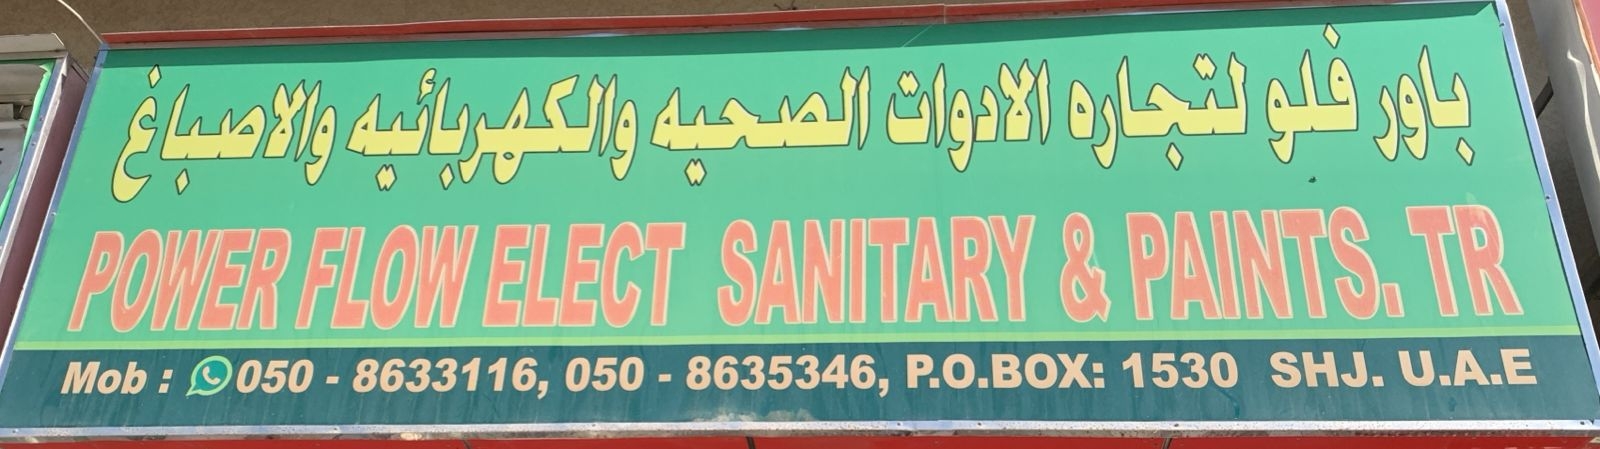 باور فلو لتجاره الادوات الصحيه والكهربائيه والاصباغ
POWER FLOW ELECT SANITARY & PAINTS. TR
Mob : 050 - 8633116, 050 - 8635346, P.O.BOX: 1530 SHJ. U.A.E